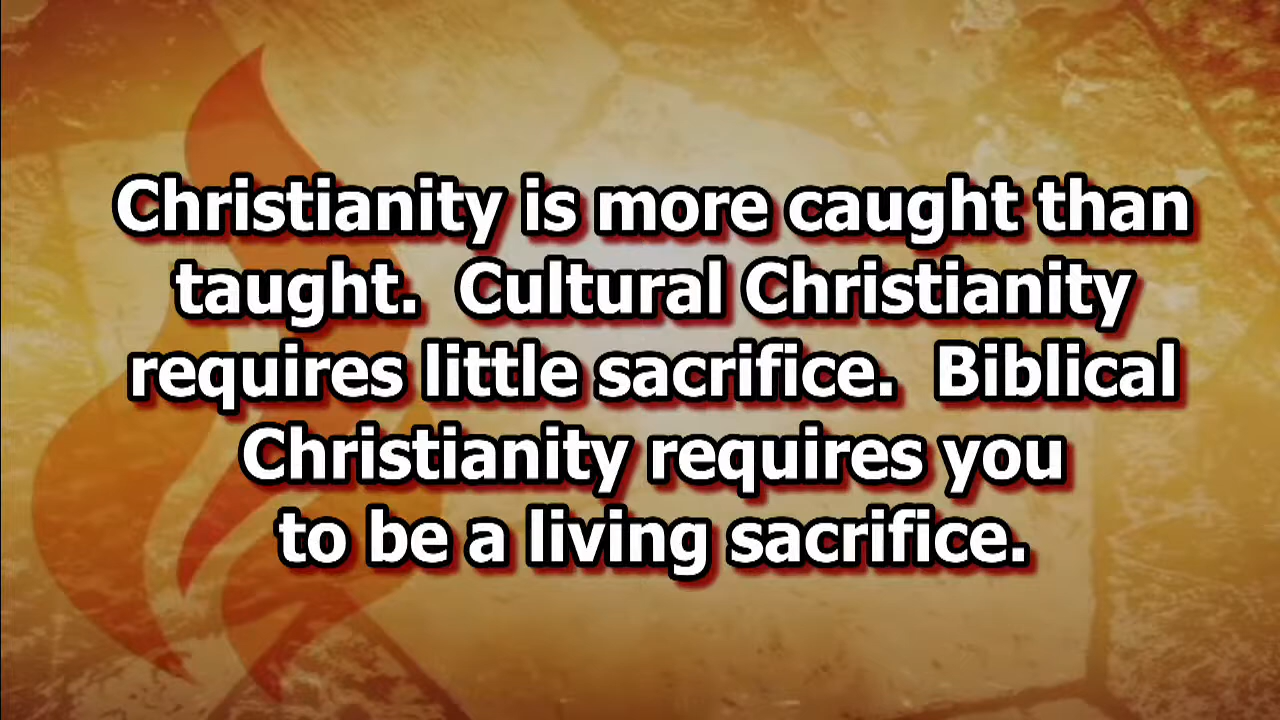 Christianity is more caught than
taught.  Cultural Christianity
requires little sacrifice.  Biblical
Christianity requires you
to be a living sacrifice.